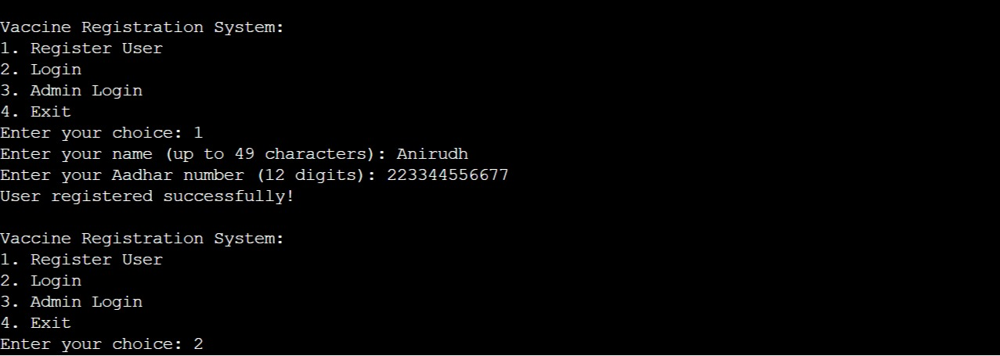 Vaccine Registration System:
1. Register User
2. Login
3. Admin Login
4. Exit
Enter your choice: 1
Enter your name (up to 49 characters): Anirudh
Enter your Aadhar number (12 digits): 223344556677
User registered successfully!
Vaccine Registration System:
1. Register User
2. Login
3. Admin Login
4. Exit
Enter your choice: 2